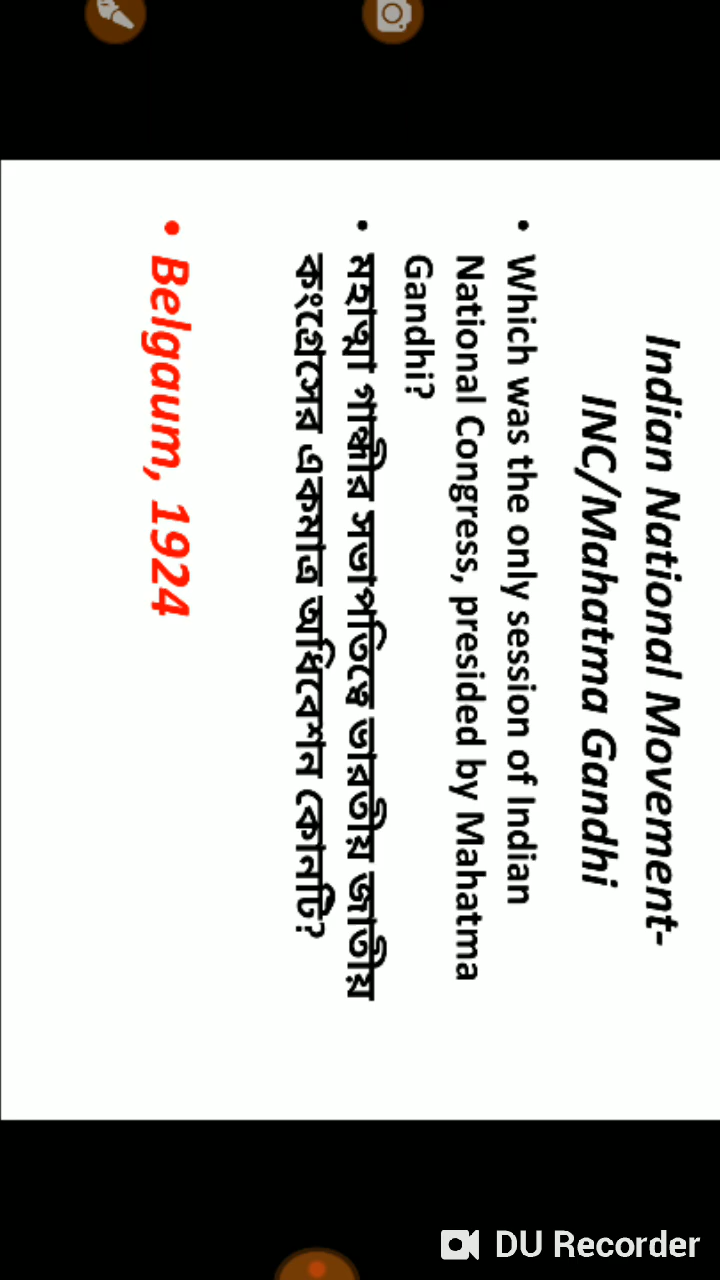 Indian National Movement-
INC/Mahatma Gandhi
• Which was the only session of Indian
National Congress, presided by Mahatma
Gandhi?
• মহাত্মা গান্ধীর সভাপতিত্বে ভারতীয় জাতীয়
কংগ্রেসের একমাত্র অধিবেশন কোনটি?
• Belgaum, 1924
DU Recorder